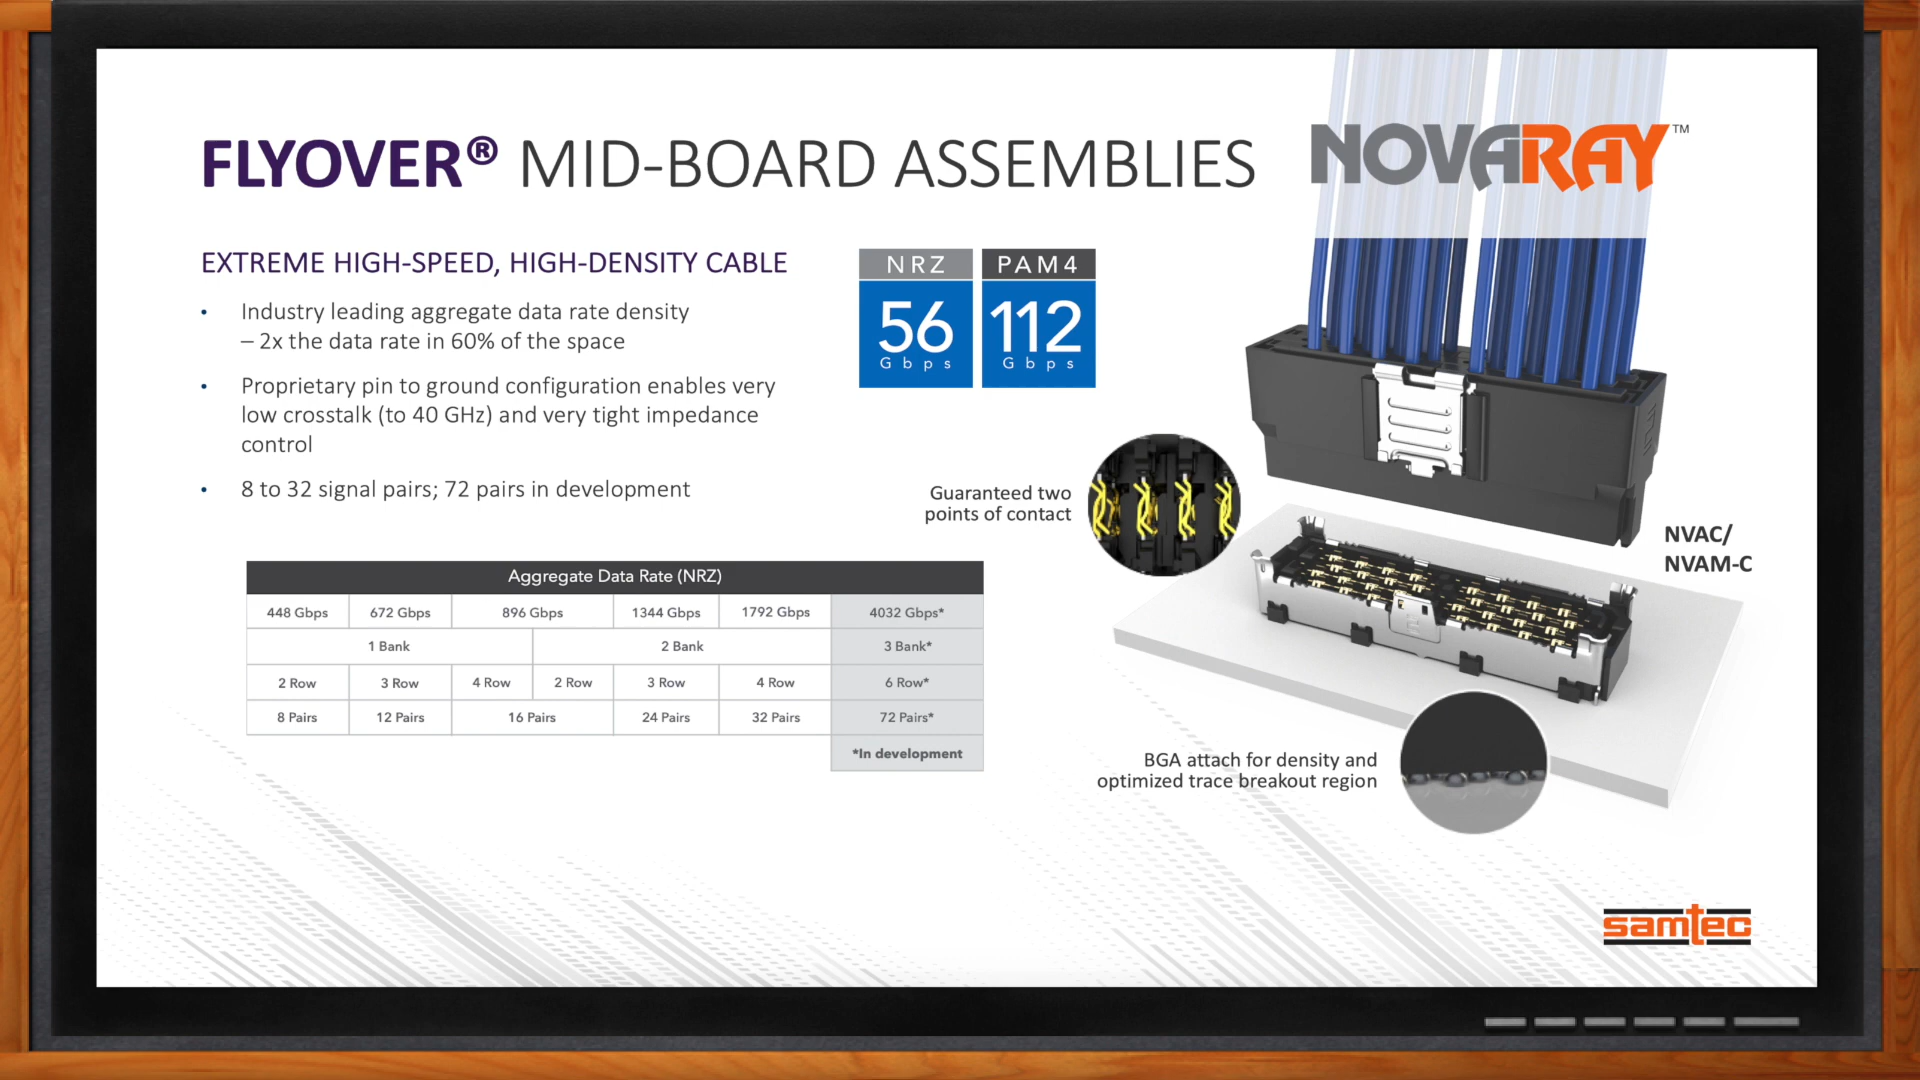 FLYOVER® MID-BOARD ASSEMBLIES
NOVARAY™
EXTREME HIGH-SPEED, HIGH-DENSITY CABLE
• Industry leading aggregate data rate density
– 2x the data rate in 60% of the space
• Proprietary pin to ground configuration enables very
low crosstalk (to 40 GHz) and very tight impedance
control
• 8 to 32 signal pairs; 72 pairs in development
NRZ
56
Gbps
PAM4
112
Gbps
Guaranteed two
points of contact
NVAC/
NVAM-C
Aggregate Data Rate (NRZ)
448 Gbps 672 Gbps 896 Gbps 1344 Gbps 1792 Gbps 4032 Gbps*
1 Bank 2 Bank 3 Bank*
2 Row 3 Row 4 Row 2 Row 3 Row 4 Row 6 Row*
8 Pairs 12 Pairs 16 Pairs 24 Pairs 32 Pairs 72 Pairs*
*In development
BGA attach for density and
optimized trace breakout region
samtec